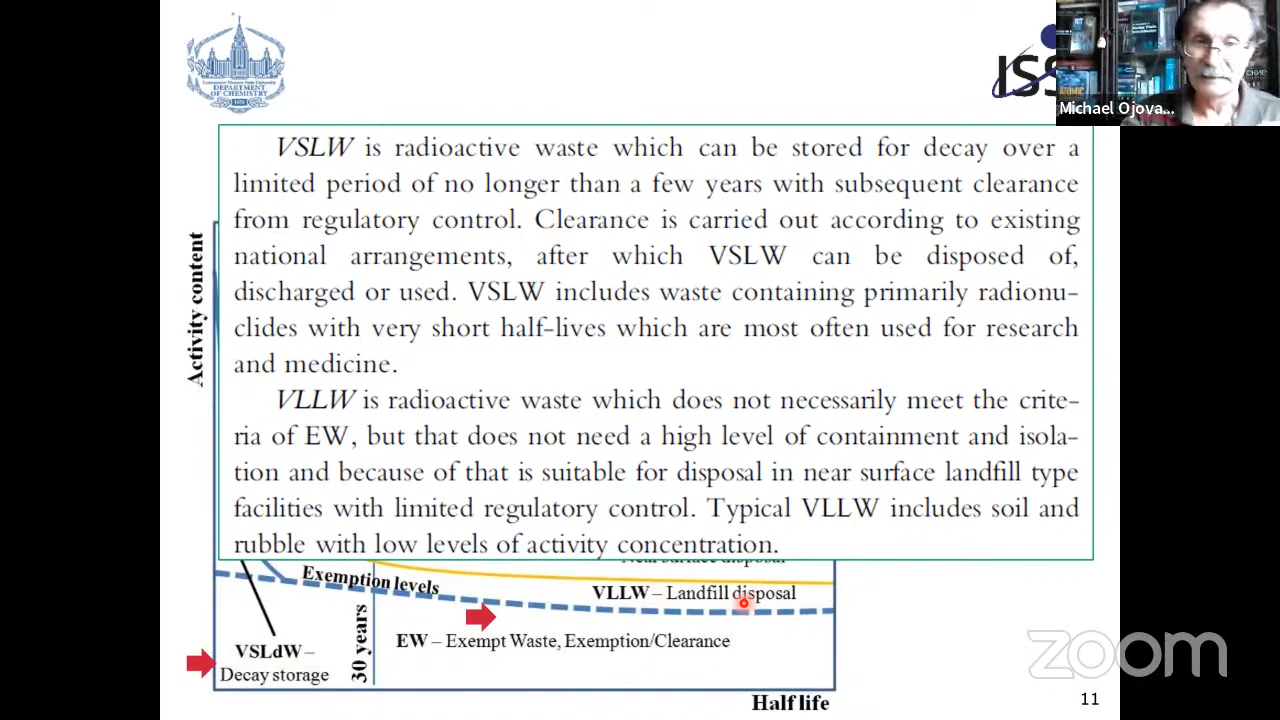 ISS
Michael Ojova...
VSLW is radioactive waste which can be stored for decay over a
limited period of no longer than a few years with subsequent clearance
from regulatory control. Clearance is carried out according to existing
national arrangements, after which VSLW can be disposed of,
discharged or used. VSLW includes waste containing primarily radionu-
clides with very short half-lives which are most often used for research
and medicine.
VLLW is radioactive waste which does not necessarily meet the crite-
ria of EW, but that does not need a high level of containment and isola-
tion and because of that is suitable for disposal in near surface landfill type
facilities with limited regulatory control. Typical VLLW includes soil and
rubble with low levels of activity concentration.
Activity content
Near surface disposal
Exemption levels
VLLW – Landfill disposal
30 years
EW – Exempt Waste, Exemption/Clearance
VSLdW –
Decay storage
Half life
zoom
11